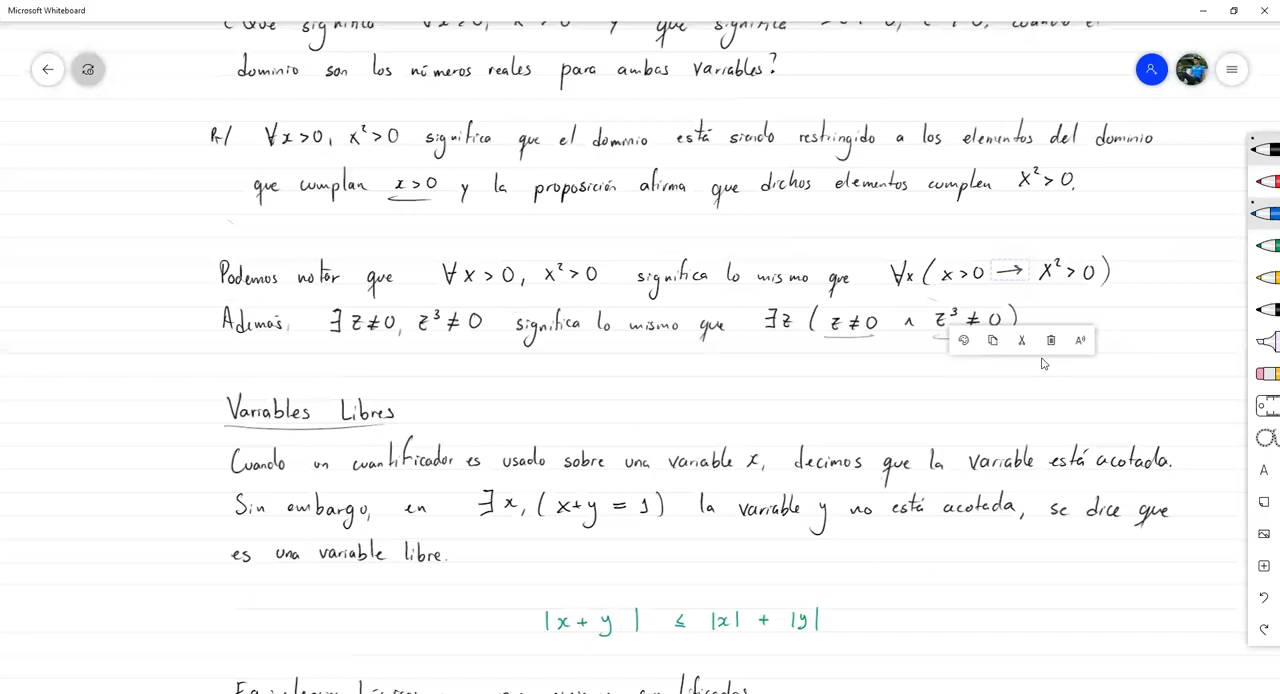 Microsoft Whiteboard
¿Qué significa
dominio son los números reales para ambas variables?
R/ ∀x>0, x²>0 significa que el dominio está siendo restringido a los elementos del dominio
que cumplan x>0 y la proposición afirma que dichos elementos cumplen x²>0.
Podemos notar que ∀x>0, x²>0 significa lo mismo que ∀x(x>0 → x²>0)
Además, ∃z≠0, z³≠0 significa lo mismo que ∃z (z≠0 ∧ z³≠0)
Variables Libres
Cuando un cuantificador es usado sobre una variable x, decimos que la variable está acotada.
Sin embargo, en ∃x, (x+y = 1) la variable y no está acotada, se dice que
es una variable libre.
|x + y| ≤ |x| + |y|